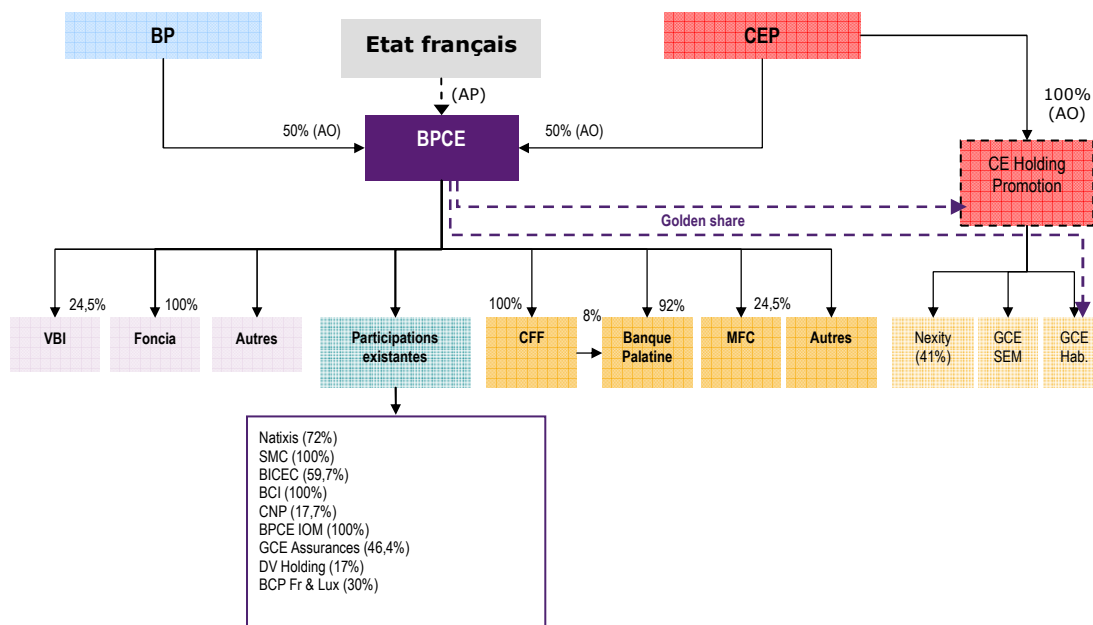 BP
Etat français
CEP
(AP)
100%
(AO)
50% (AO)
BPCE
50% (AO)
CE Holding
Promotion
Golden share
24,5%
100%
100%
8%
92%
24,5%
VBI
Foncia
Autres
Participations
existantes
CFF
Banque
Palatine
MFC
Autres
Nexity
(41%)
GCE
SEM
GCE
Hab.
Natixis (72%)
SMC (100%)
BICEC (59,7%)
BCI (100%)
CNP (17,7%)
BPCE IOM (100%)
GCE Assurances (46,4%)
DV Holding (17%)
BCP Fr & Lux (30%)